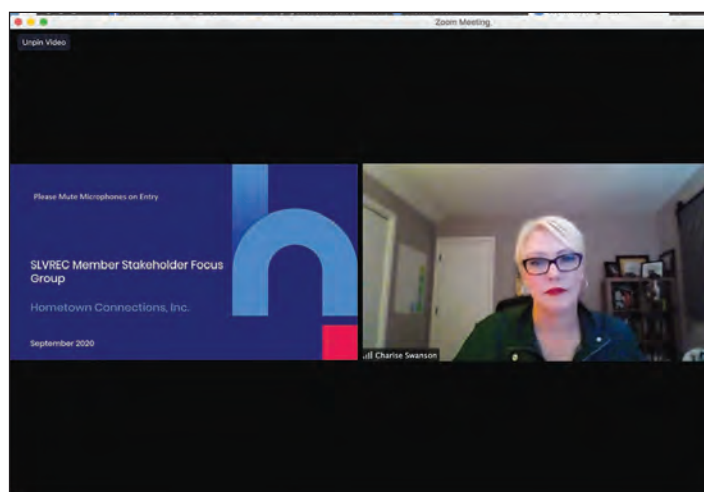 Zoom Meeting
Unpin Video
Please Mute Microphones on Entry
SLVREC Member Stakeholder Focus
Group
Hometown Connections, Inc.
September 2020
Charise Swanson